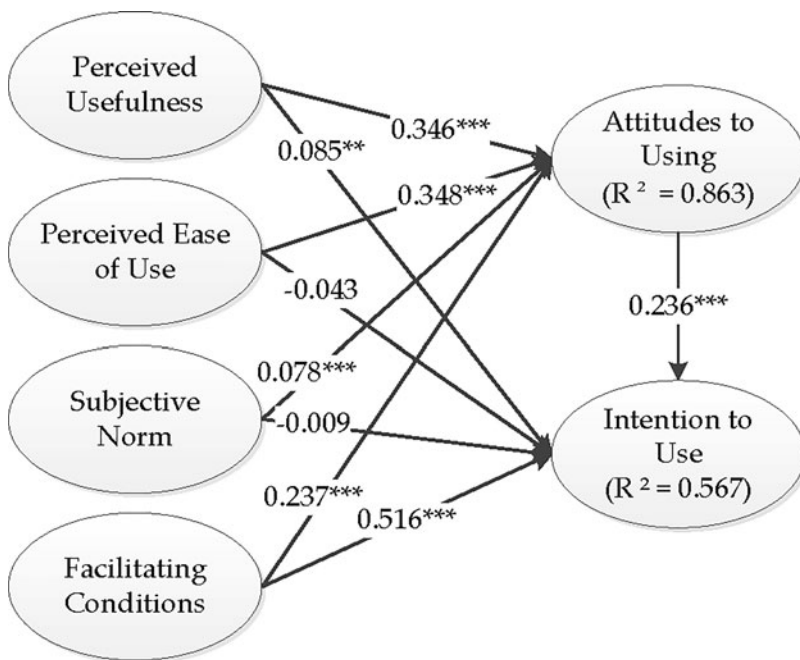 Perceived
Usefulness
0.346***
0.085**
Attitudes to
Using
(R² = 0.863)
Perceived Ease
of Use
0.348***
-0.043
0.236***
Subjective
Norm
0.078***
-0.009
Intention to
Use
(R² = 0.567)
Facilitating
Conditions
0.237***
0.516***